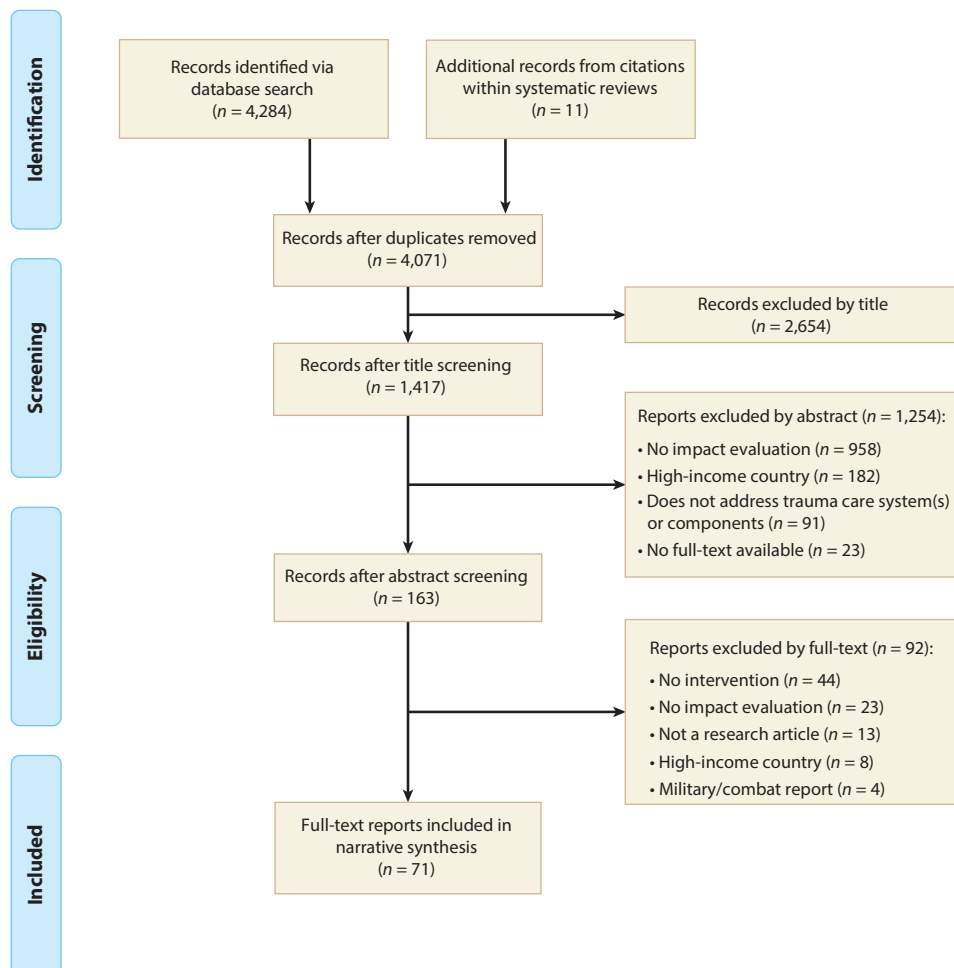 Identification
Records identified via
database search
(n = 4,284)
Additional records from citations
within systematic reviews
(n = 11)
Records after duplicates removed
(n = 4,071)
Screening
Records excluded by title
(n = 2,654)
Records after title screening
(n = 1,417)
Reports excluded by abstract (n = 1,254):
• No impact evaluation (n = 958)
• High-income country (n = 182)
• Does not address trauma care system(s)
or components (n = 91)
• No full-text available (n = 23)
Eligibility
Records after abstract screening
(n = 163)
Reports excluded by full-text (n = 92):
• No intervention (n = 44)
• No impact evaluation (n = 23)
• Not a research article (n = 13)
• High-income country (n = 8)
• Military/combat report (n = 4)
Included
Full-text reports included in
narrative synthesis
(n = 71)